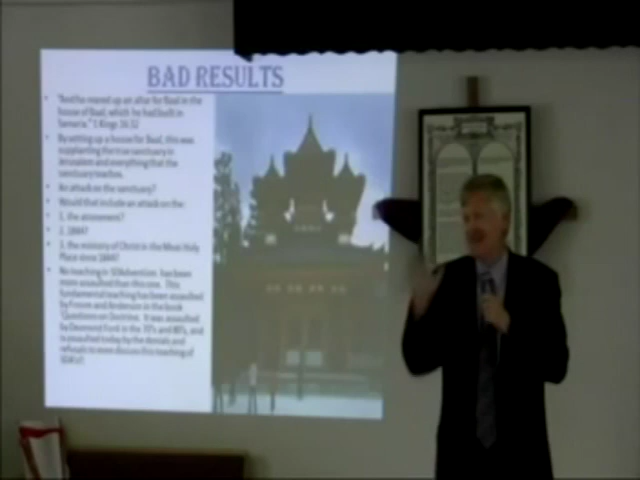 BAD RESULTS
• "And he reared up an altar for Baal in the
house of Baal, which he had built in
Samaria." 1 Kings 16:32
• By setting up a house for Baal, this was
supplanting the true sanctuary in
Jerusalem and everything that the
sanctuary teaches.
• An attack on the sanctuary?
• Would that include an attack on the:
• 1. the atonement?
• 2. 1844?
• 3. the ministry of Christ in the Most Holy
Place since 1844?
• No teaching in SDAdventism has been
more assaulted than this one. This
fundamental teaching has been assaulted
by Froom and Anderson in the book
"Questions on Doctrine. It was assaulted
by Desmond Ford in the 70's and 80's, and
is assaulted today by the denials and
refusals to even discuss this teaching of